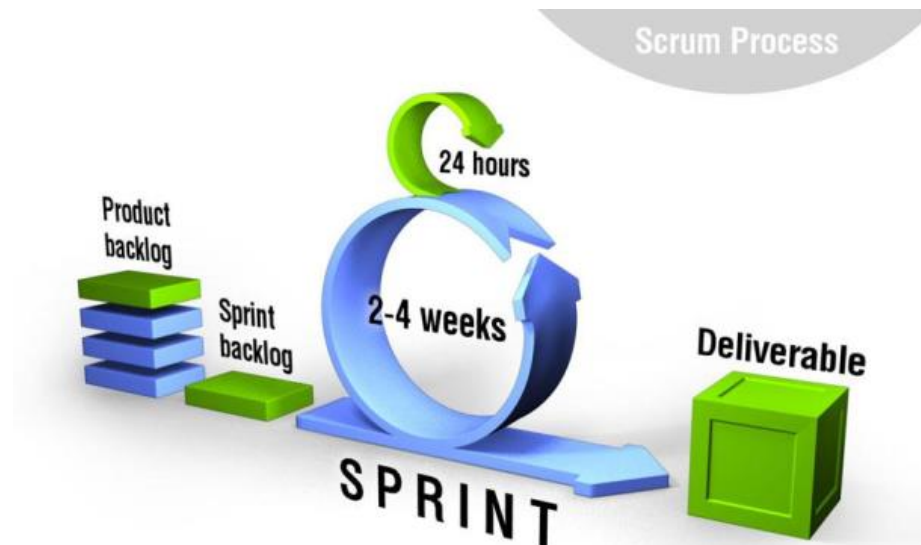 Scrum Process
24 hours
Product
backlog
Sprint
backlog
2-4 weeks
Deliverable
SPRINT